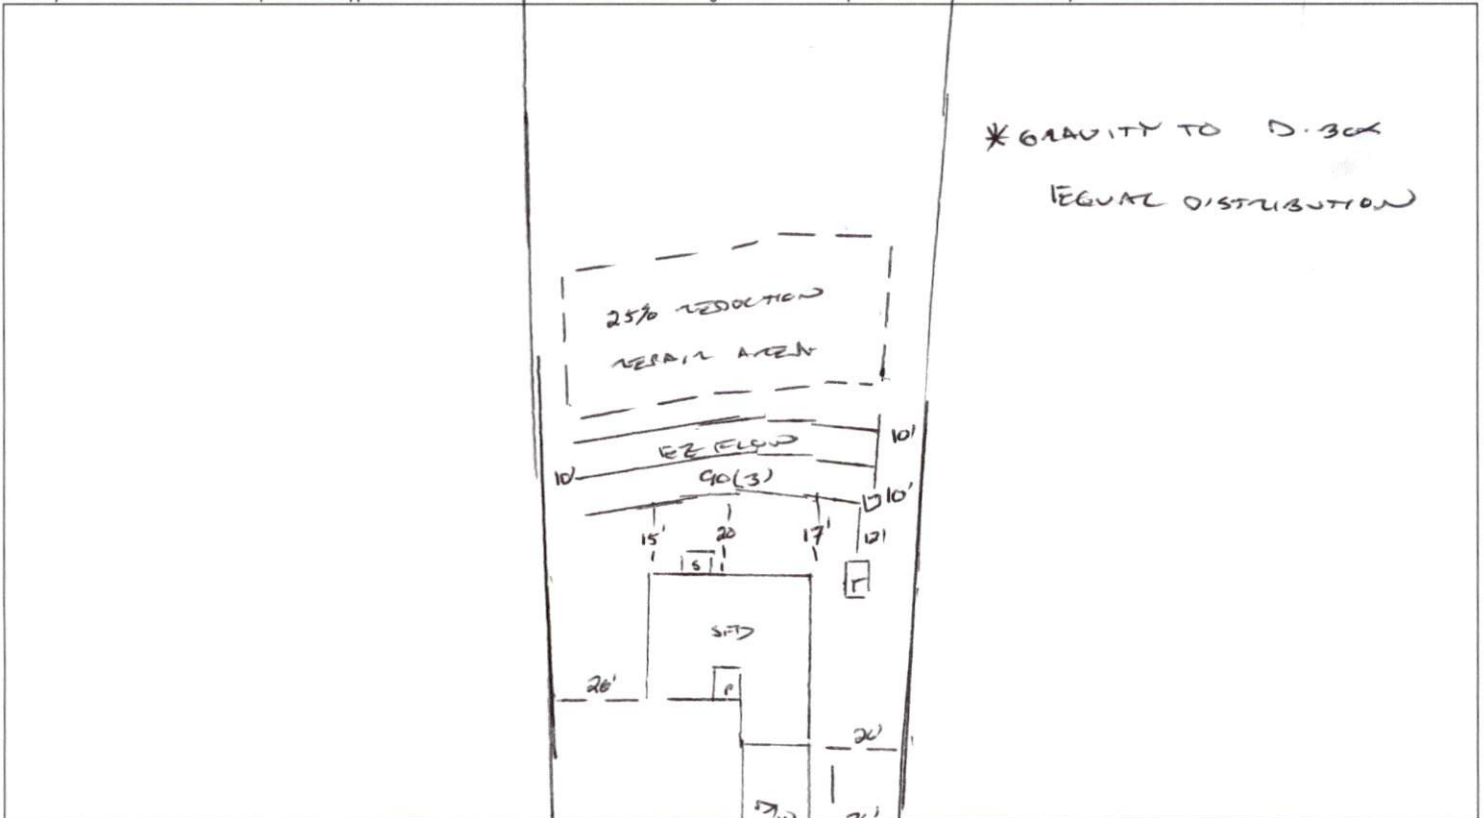 * GRAVITY TO D-BOX
EQUAL DISTRIBUTION
25% REDUCTION
REPAIR AREA
10'
EZ FLOW
10'
90(3)
10'
15'
20
17'
12'
S
T
SFD
P
26'
20'
D/W